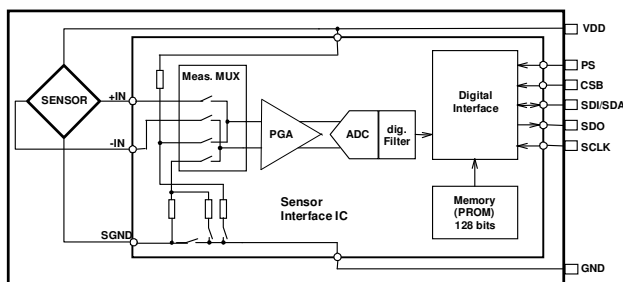 VDD
PS
CSB
SDI/SDA
SDO
SCLK
GND
SENSOR
+IN
-IN
SGND
Meas. MUX
PGA
ADC
dig.
Filter
Digital
Interface
Memory
(PROM)
128 bits
Sensor
Interface IC